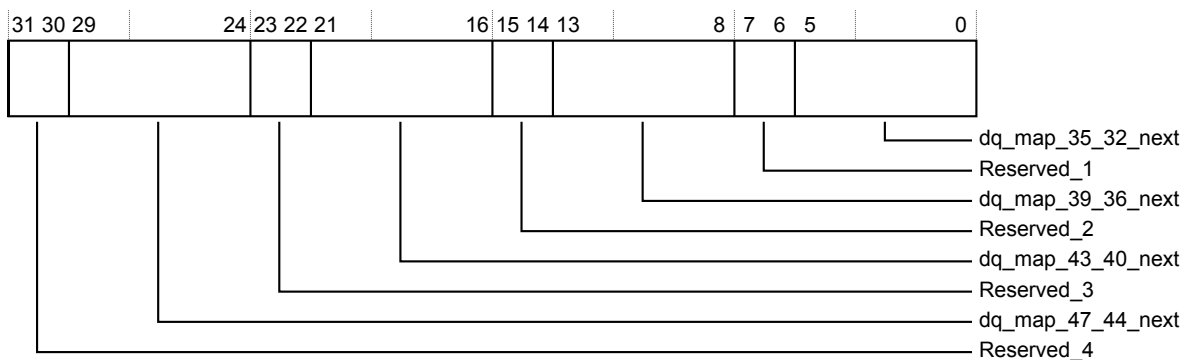 31 30 29 24 23 22 21 16 15 14 13 8 7 6 5 0
dq_map_35_32_next
Reserved_1
dq_map_39_36_next
Reserved_2
dq_map_43_40_next
Reserved_3
dq_map_47_44_next
Reserved_4